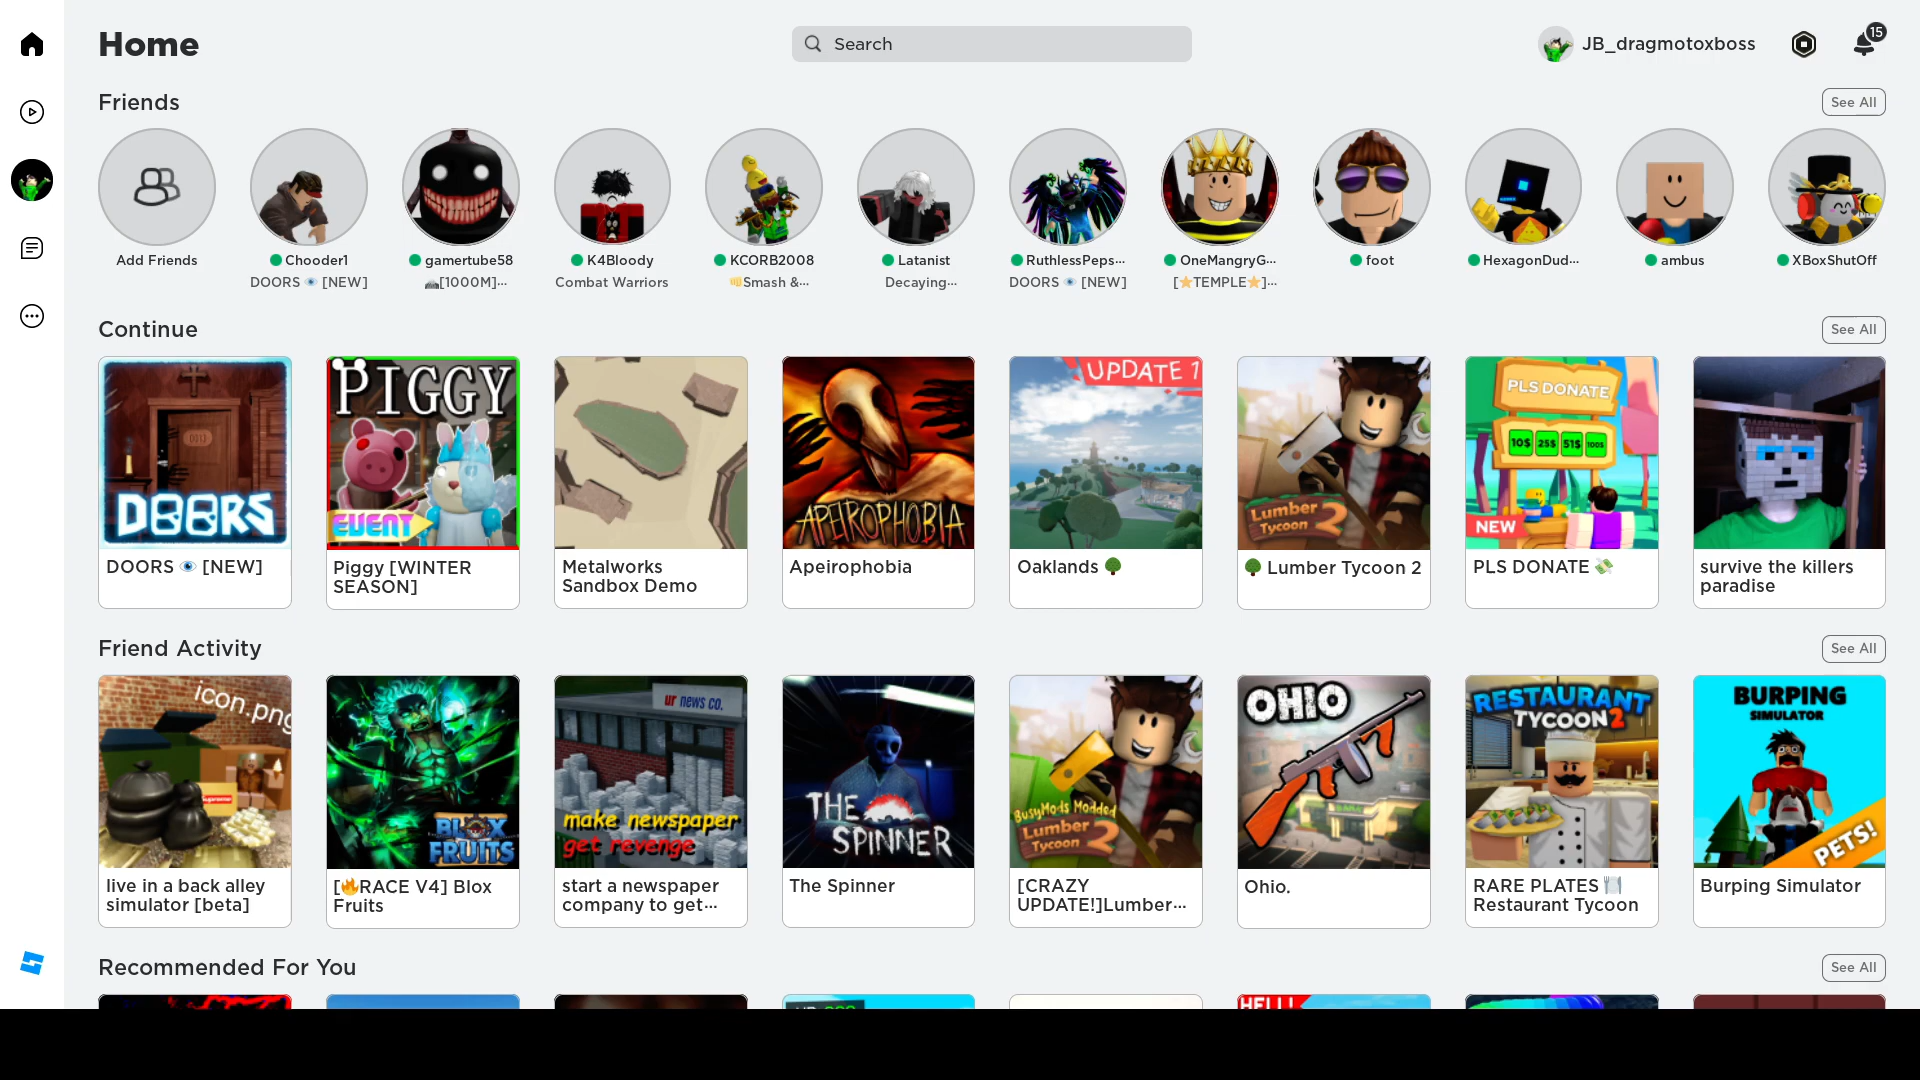 Home
Search
JB_dragmotoxboss
15
Friends
See All
Add Friends
Chooder1
DOORS 👁 [NEW]
gamertube58
[1000M]...
K4Bloody
Combat Warriors
KCORB2008
👊Smash &...
Latanist
Decaying...
RuthlessPeps...
DOORS 👁 [NEW]
OneMangryG...
[⭐TEMPLE⭐]...
foot
HexagonDud...
ambus
XBoxShutOff
Continue
See All
DOORS
DOORS 👁 [NEW]
PIGGY
EVENT
Piggy [WINTER
SEASON]
Metalworks
Sandbox Demo
APEIROPHOBIA
Apeirophobia
UPDATE 1
Oaklands 🌳
Lumber
Tycoon 2
🌳 Lumber Tycoon 2
PLS DONATE
10$ 25$ 51$ 100$
NEW
PLS DONATE 💸
survive the killers
paradise
Friend Activity
See All
icon.png
live in a back alley
simulator [beta]
BLOX
FRUITS
[🔥RACE V4] Blox
Fruits
ur news co.
make newspaper
get revenge
start a newspaper
company to get...
THE
SPINNER
The Spinner
BusyMods Modded
Lumber
Tycoon 2
[CRAZY
UPDATE!]Lumber...
OHIO
Ohio.
RESTAURANT
TYCOON 2
RARE PLATES 🍽
Restaurant Tycoon
BURPING
SIMULATOR
PETS!
Burping Simulator
Recommended For You
See All
HELL!